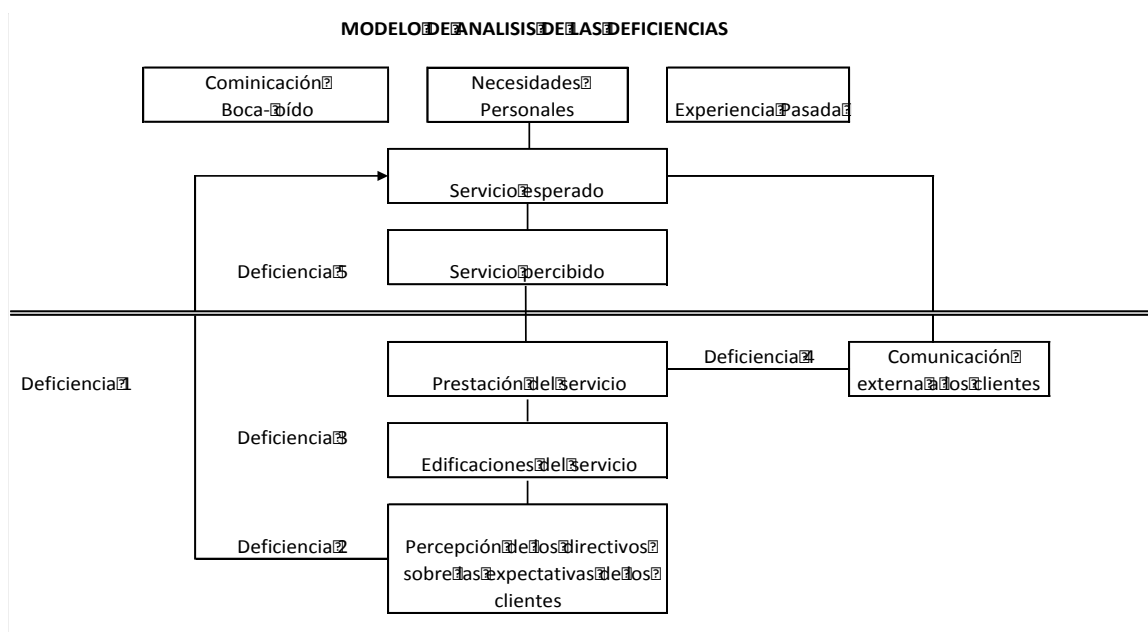 MODELO DE ANALISIS DE LAS DEFICIENCIAS
Cominicación
Boca- oído
Necesidades
Personales
Experiencia Pasada
Servicio esperado
Deficiencia 5
Servicio percibido
Deficiencia 1
Prestación del servicio
Deficiencia 4
Comunicación
externa a los clientes
Deficiencia 3
Edificaciones del servicio
Deficiencia 2
Percepción de los directivos
sobre las expectativas de los
clientes